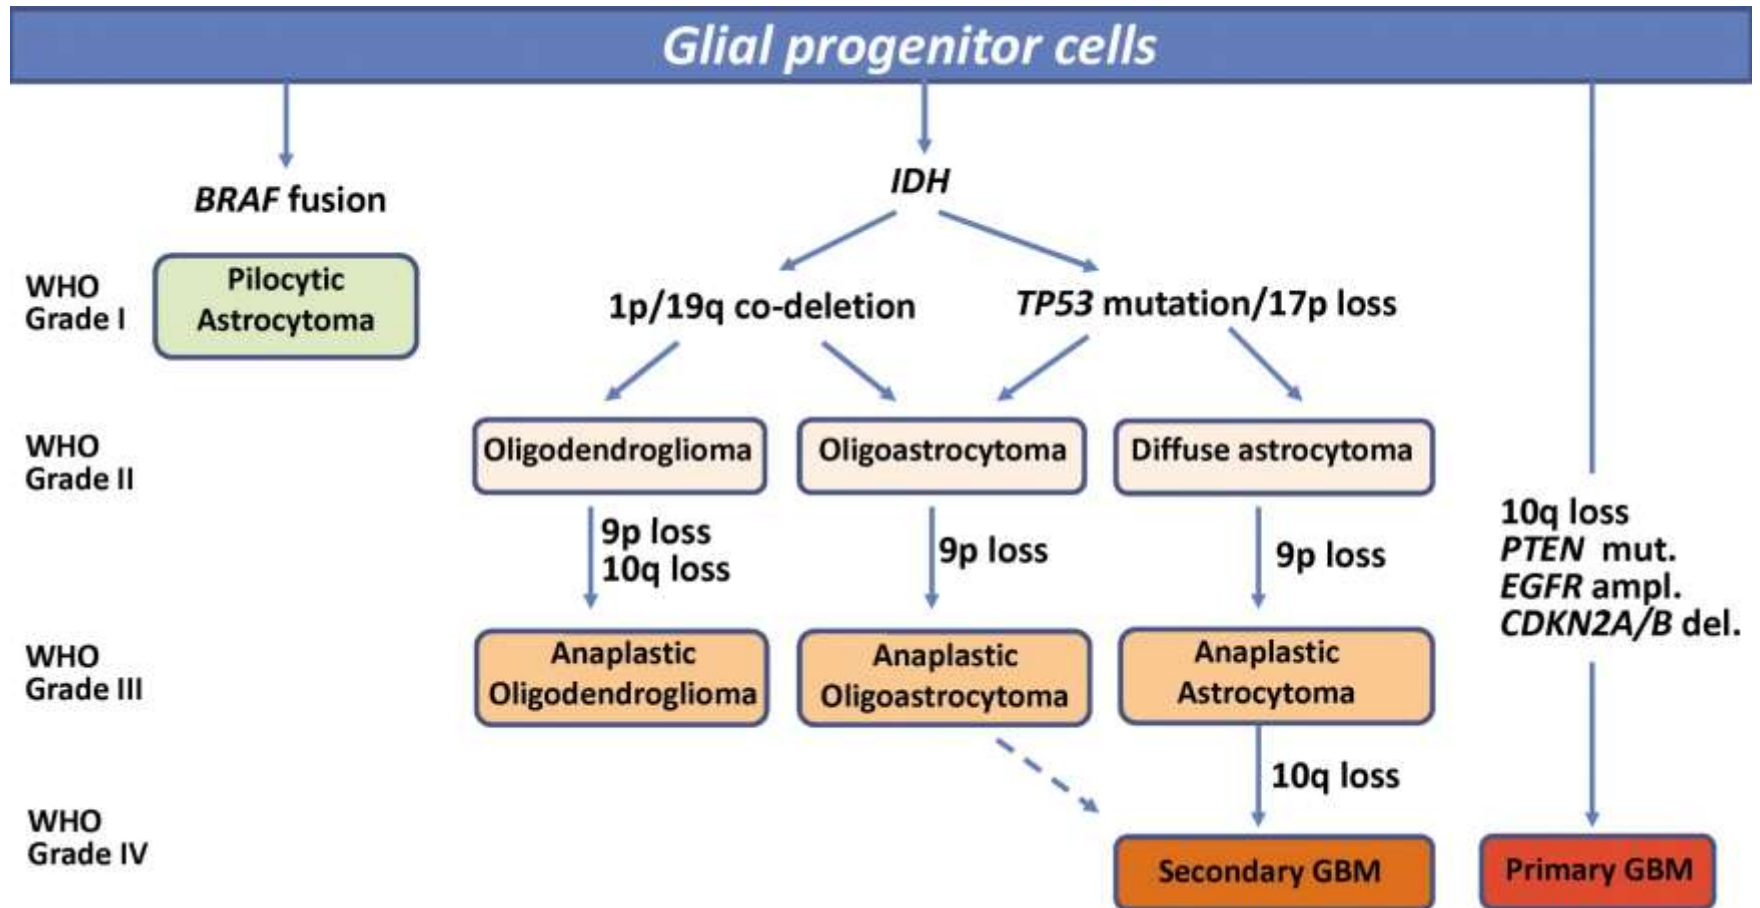 Glial progenitor cells
BRAF fusion
IDH
WHO
Grade I
Pilocytic
Astrocytoma
1p/19q co-deletion
TP53 mutation/17p loss
WHO
Grade II
Oligodendroglioma
Oligoastrocytoma
Diffuse astrocytoma
9p loss
10q loss
9p loss
9p loss
10q loss
PTEN mut.
EGFR ampl.
CDKN2A/B del.
WHO
Grade III
Anaplastic
Oligodendroglioma
Anaplastic
Oligoastrocytoma
Anaplastic
Astrocytoma
10q loss
WHO
Grade IV
Secondary GBM
Primary GBM